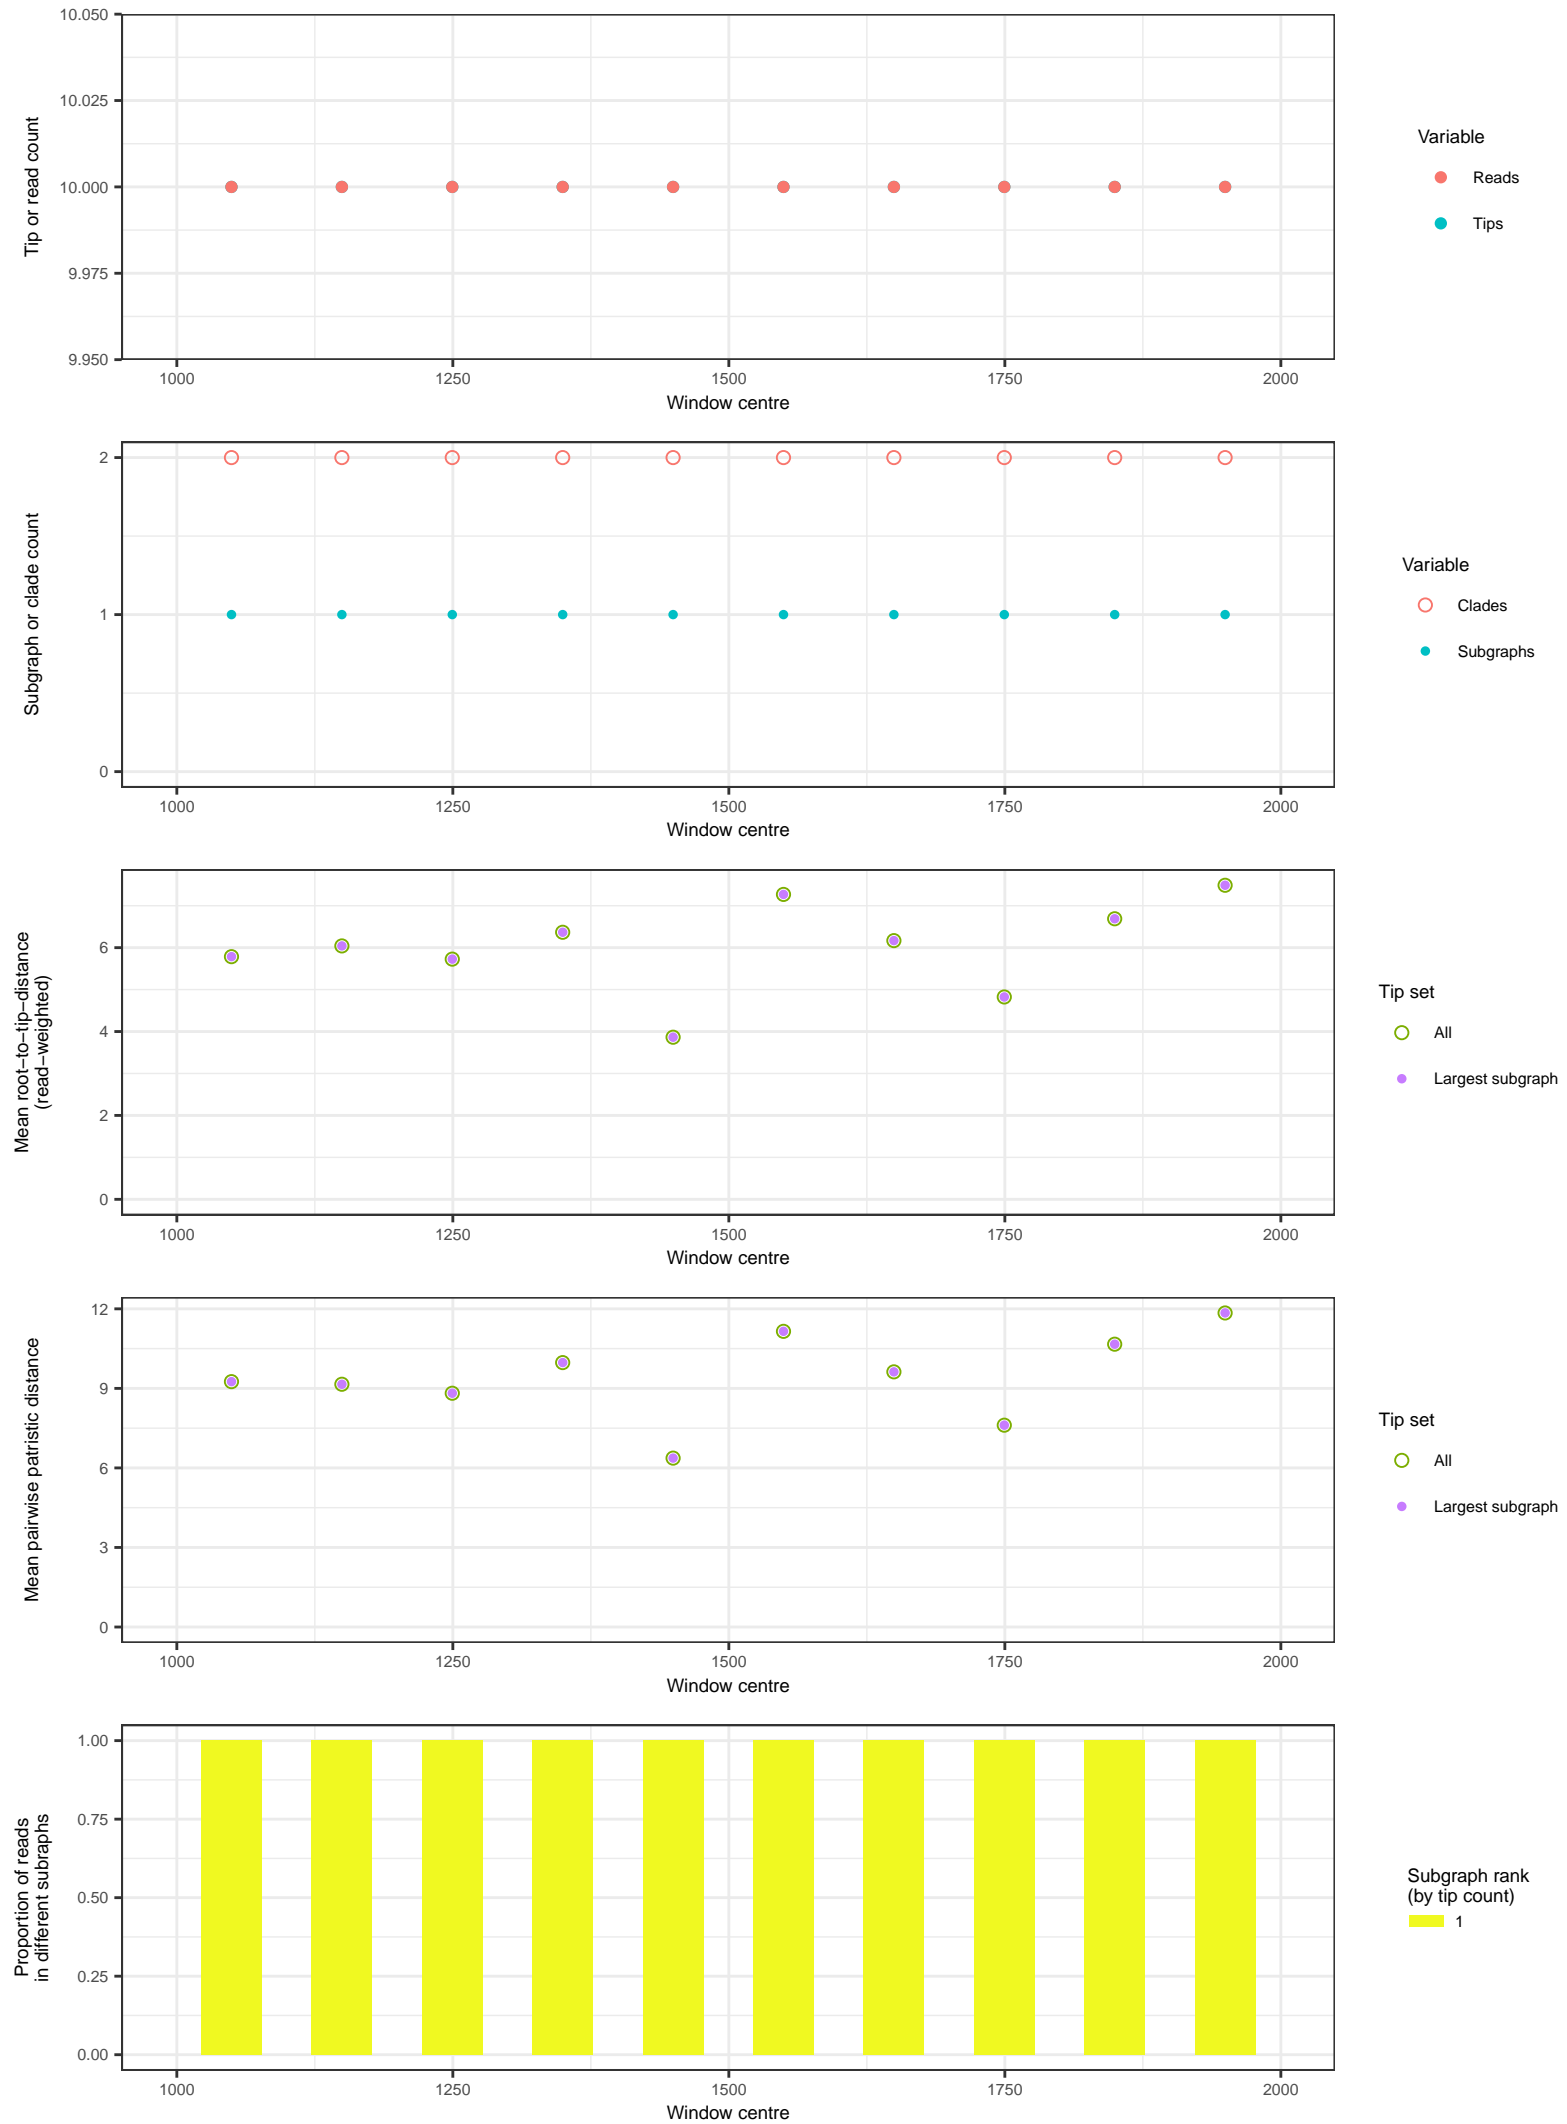 10.050
10.025
10.000
9.975
9.950
Tip or read count
1000 1250 1500 1750 2000
Window centre
Variable
Reads
Tips
2
1
0
Subgraph or clade count
1000 1250 1500 1750 2000
Window centre
Variable
Clades
Subgraphs
6
4
2
0
Mean root−to−tip−distance
(read−weighted)
1000 1250 1500 1750 2000
Window centre
Tip set
All
Largest subgraph
12
9
6
3
0
Mean pairwise patristic distance
1000 1250 1500 1750 2000
Window centre
Tip set
All
Largest subgraph
1.00
0.75
0.50
0.25
0.00
Proportion of reads
in different subraphs
1000 1250 1500 1750 2000
Window centre
Subgraph rank
(by tip count)
1